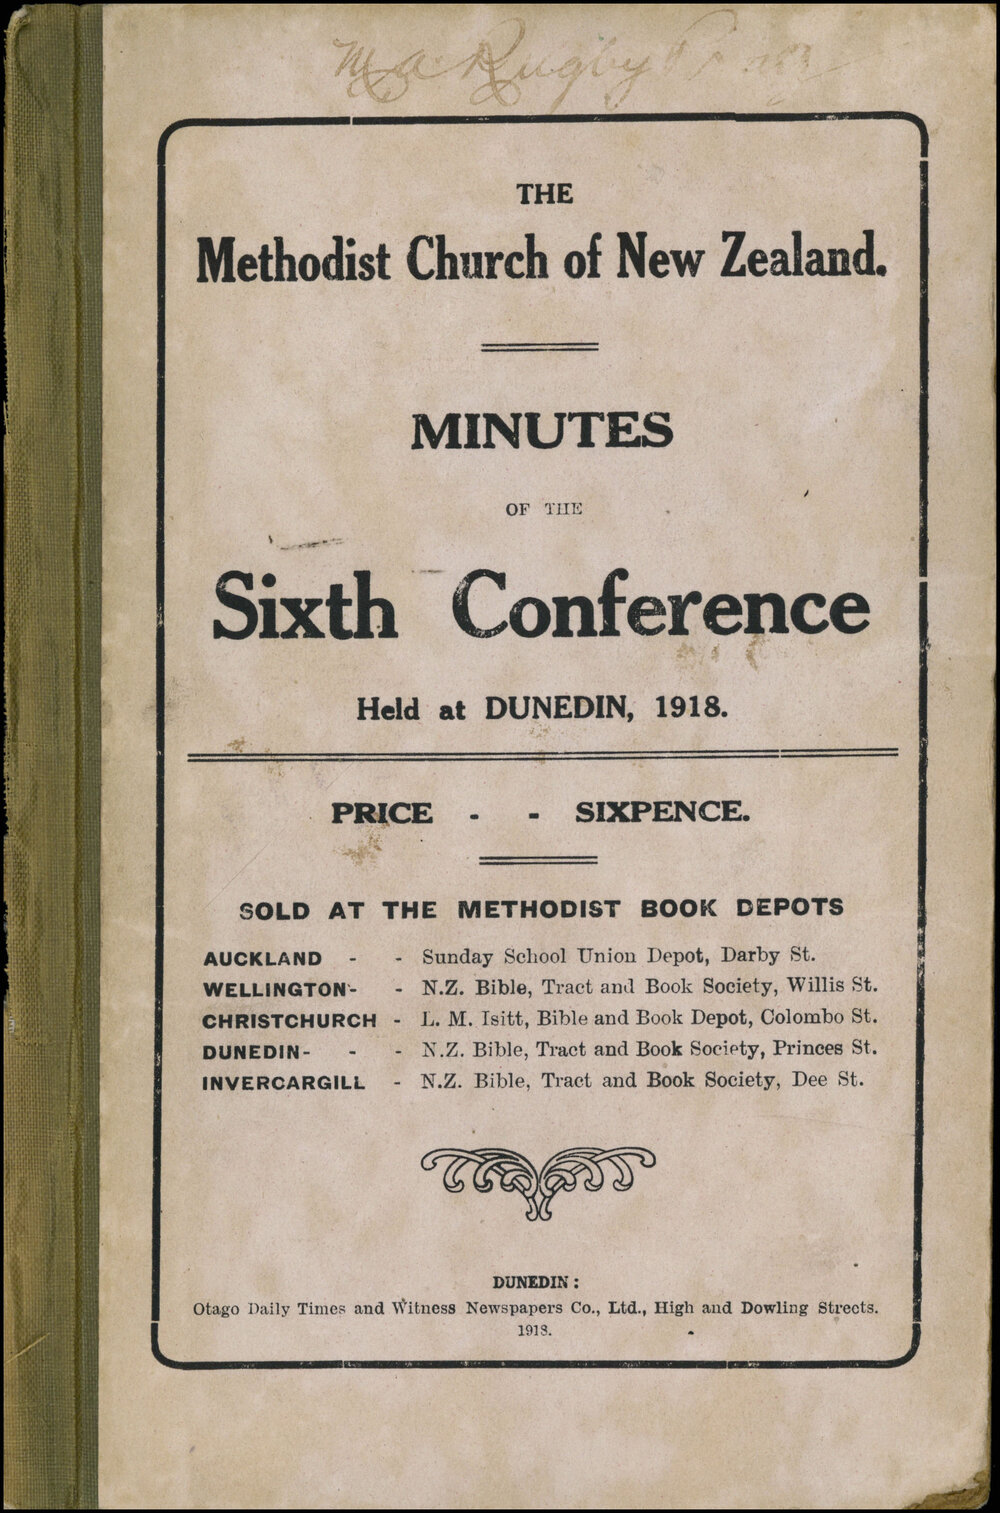 M. A. Rugby
THE
Methodist Church of New Zealand.
MINUTES
OF THE
Sixth Conference
Held at DUNEDIN, 1918.
PRICE - - SIXPENCE.
SOLD AT THE METHODIST BOOK DEPOTS
AUCKLAND - - Sunday School Union Depot, Darby St.
WELLINGTON - - N.Z. Bible, Tract and Book Society, Willis St.
CHRISTCHURCH - L. M. Isitt, Bible and Book Depot, Colombo St.
DUNEDIN - - - N.Z. Bible, Tract and Book Society, Princes St.
INVERCARGILL - N.Z. Bible, Tract and Book Society, Dee St.
DUNEDIN:
Otago Daily Times and Witness Newspapers Co., Ltd., High and Dowling Streets.
1918.